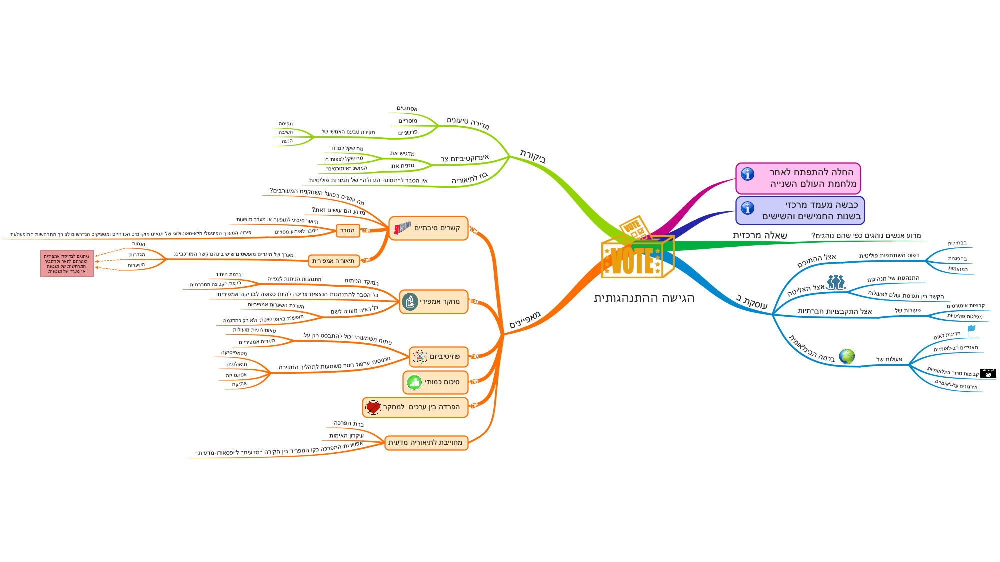 הגישה ההתנהגותית
VOTE
VOTE
החלה להתפתח לאחר
מלחמת העולם השנייה
כבשה מעמד מרכזי
בשנות החמישים והשישים
שאלה מרכזית
מדוע אנשים נוהגים כפי שהם נוהגים?
עוסקת ב
אצל ההמונים
דפוס השתתפות פוליטית
בבחירות
בהפגנות
במהומות
אצל האליטה
התנהגות של מנהיגות
הקשר בין תפיסת עולם לפעולות
אצל התקבצויות חברתיות
פעולות של
קבוצות אינטרסים
מפלגות פוליטיות
ברמה הבינלאומית
פעולות של
מדינות לאום
תאגידים רב-לאומיים
קבוצות טרור בינלאומיות
אירגונים על-לאומיים
מאפיינים
קשרים סיבתיים
מה עושים בפועל השחקנים המעורבים?
מדוע הם עושים זאת?
הסבר
תיאור סיבתי לתופעה או מערך תופעות
הסבר לאירוע מסויים
פירוט המערך המינימלי הלא-טאוטולוגי של תנאים מוקדמים הכרחיים ומספיקים הנדרשים לצורך התרחשות התופעה/ות
תיאוריה אמפירית
מערך של היגדים מופשטים שיש בינהם קשר המורכבים:
הנחות
הגדרות
השערות
ניתנים לבדיקה אמפירית
ומטרתם לתאר ולהסביר
התרחשות של תופעה
או מערך של תופעות
מחקר אמפירי
במוקד הניתוח
התנהגות הניתנת לצפייה
ברמת היחיד
ברמת הקבוצה החברתית
כל הסבר להתנהגות הנצפית צריכה להיות כפופה לבדיקה אמפירית
כל ראיה נועדה לשם
הערכת השערות אמפיריות
מופעלת באופן שיטתי ולא רק כהדגמה
פוזיטיביזם
ניתוח משמעותי יכול להתבסס רק על:
טאוטולוגיות מועילות
היגדים אמפיריים
מכניסות ערפול חסר משמעות לתהליך החקירה
מטאפיסיקה
תיאולוגיה
אסתטיקה
אתיקה
סיכום כמותי
הפרדה בין ערכים למחקר
מחוייבת לתיאוריה מדעית
ברת הפרכה
עיקרון האימות
אפשרות ההפרכה כקו המפריד בין חקירה ״מדעית״ ל״פסאודו-מדעית״
ביקורת
מדירה טיעונים
אסתטים
מוסריים
פרשניים
חקירת טבעם האנושי של
תפיסה
חשיבה
הנעה
אינדוקטיביזם צר
מדגיש את
מה שקל למדוד
מה שקל לצפות בו
מזניח את
המושג ״אינטרסים״
בוז לתיאוריה
אין הסבר ל״תמונה הגדולה״ של תמורות פוליטיות